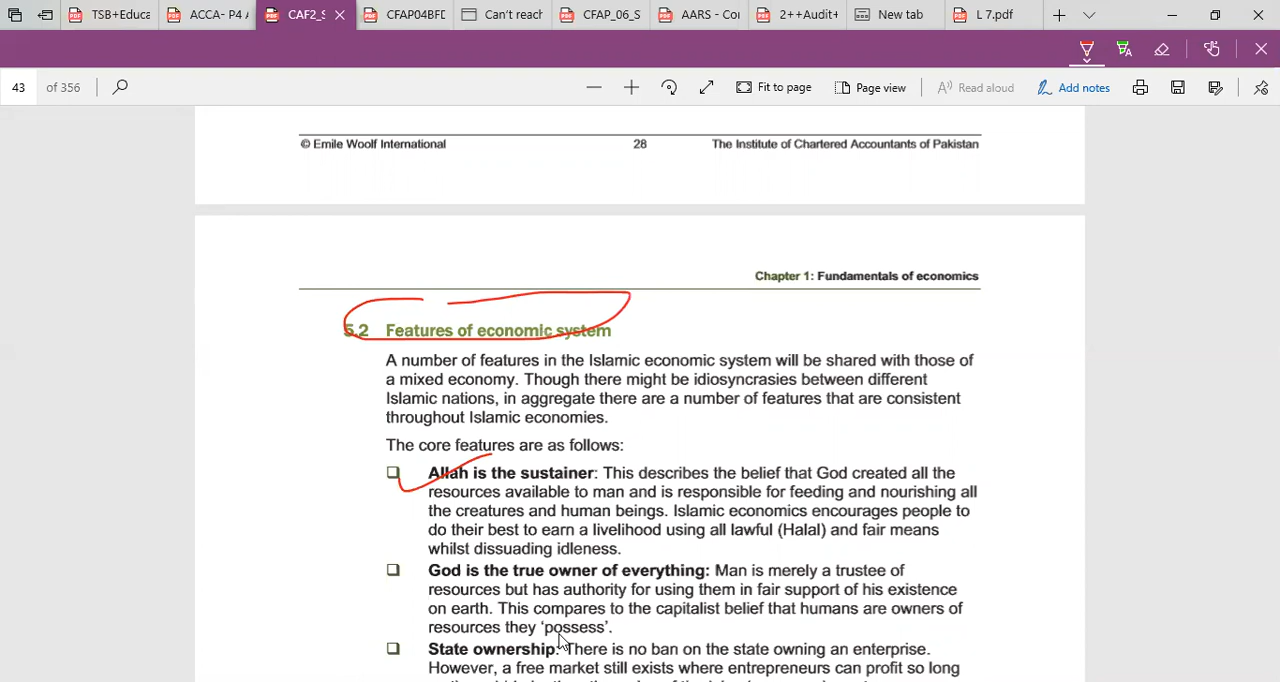 TSB+Educa
ACCA- P4 A
CAF2_S
CFAP04BFD
Can't reach
CFAP_06_S
AARS - Cor
2++Audit+
New tab
L 7.pdf
43 of 356
Fit to page
Page view
Read aloud
Add notes
© Emile Woolf International 28 The Institute of Chartered Accountants of Pakistan
Chapter 1: Fundamentals of economics
5.2 Features of economic system
A number of features in the Islamic economic system will be shared with those of
a mixed economy. Though there might be idiosyncrasies between different
Islamic nations, in aggregate there are a number of features that are consistent
throughout Islamic economies.
The core features are as follows:
Allah is the sustainer: This describes the belief that God created all the
resources available to man and is responsible for feeding and nourishing all
the creatures and human beings. Islamic economics encourages people to
do their best to earn a livelihood using all lawful (Halal) and fair means
whilst dissuading idleness.
God is the true owner of everything: Man is merely a trustee of
resources but has authority for using them in fair support of his existence
on earth. This compares to the capitalist belief that humans are owners of
resources they 'possess'.
State ownership: There is no ban on the state owning an enterprise.
However, a free market still exists where entrepreneurs can profit so long